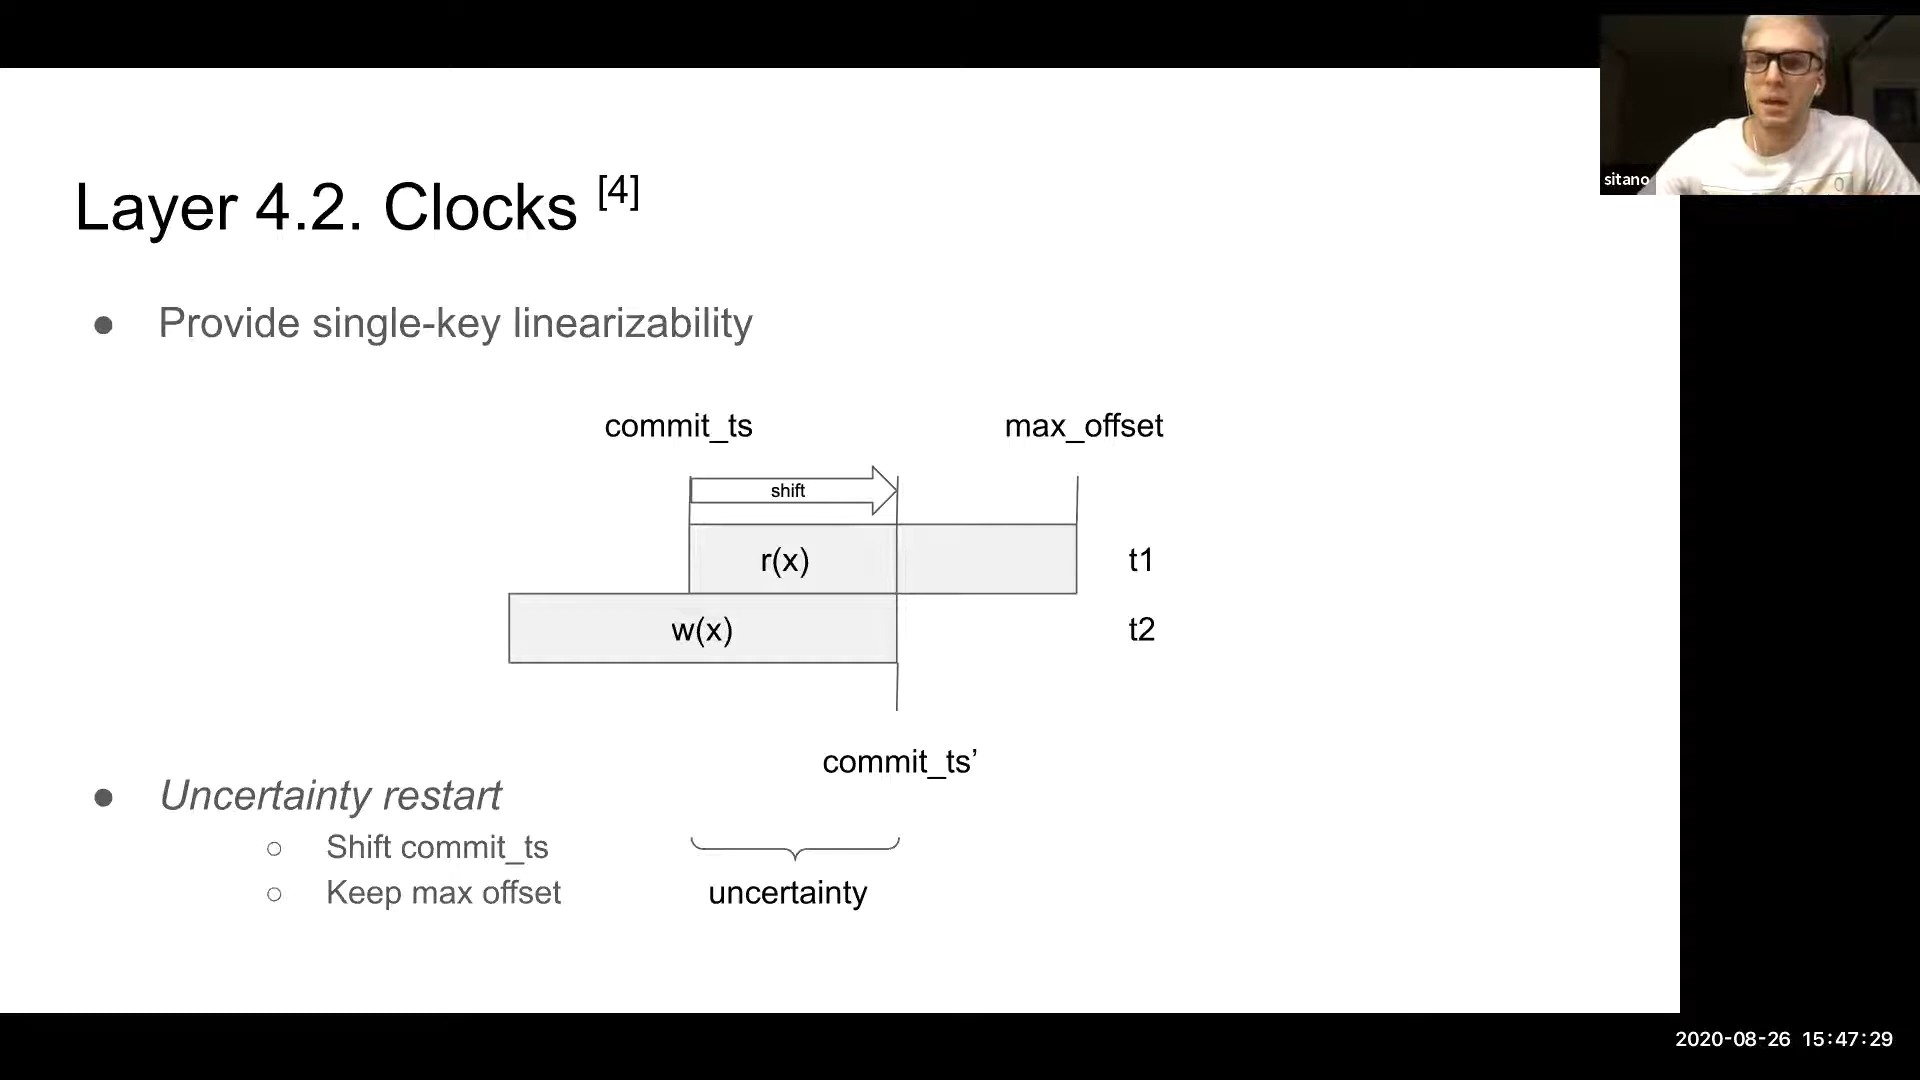 sitano
Layer 4.2. Clocks [4]
● Provide single-key linearizability
commit_ts max_offset
shift
r(x) t1
w(x) t2
commit_ts’
● Uncertainty restart
○ Shift commit_ts
○ Keep max offset uncertainty
2020-08-26 15:47:29